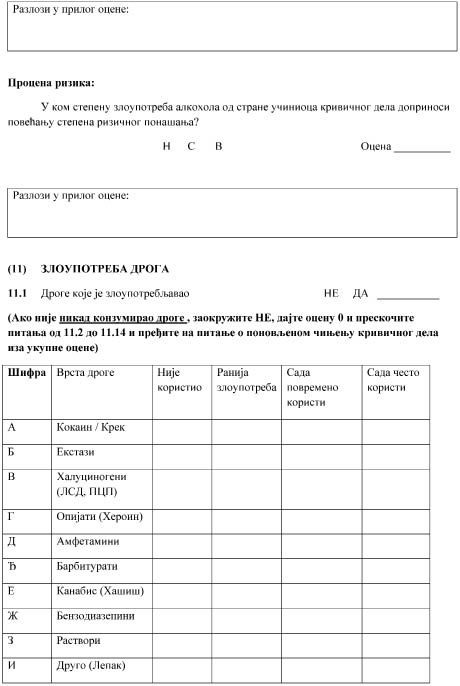 Разлози у прилог оцене:
Процена ризика:
У ком степену злоупотреба алкохола од стране учиниоца кривичног дела доприноси
повећању степена ризичног понашања?
Н С В Оцена __________
Разлози у прилог оцене:
(11) ЗЛОУПОТРЕБА ДРОГА
11.1 Дроге које је злоупотребљавао НЕ ДА ___________
(Ако није никад конзумирао дроге , заокружите НЕ, дајте оцену 0 и прескочите
питања од 11.2 до 11.14 и пређите на питање о поновљеном чињењу кривичног дела
иза укупне оцене)
Шифра Врста дроге Није Ранија Сада Сада често
користио злоупотреба повремено користи
користи
А Кокаин / Крек
Б Екстази
В Халуциногени
(ЛСД, ПЦП)
Г Опијати (Хероин)
Д Амфетамини
Ђ Барбитурати
Е Канабис (Хашиш)
Ж Бензодиазепини
З Раствори
И Друго (Лепак)